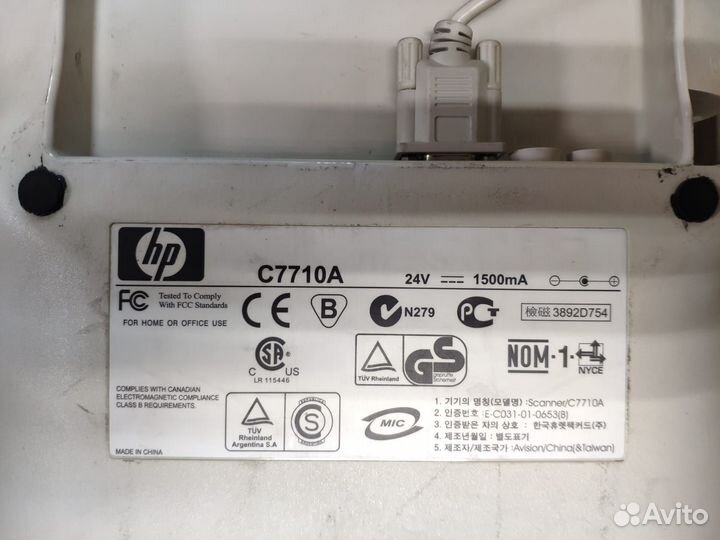 hp
C7710A
24V 1500mA
FC Tested To Comply
With FCC Standards
FOR HOME OR OFFICE USE
CE
B
N279
PCT
檢磁 3892D754
SA
C US
LR 115446
TÜV Rheinland
GS
geprüfte
Sicherheit
NOM-1-
NYCE
COMPLIES WITH CANADIAN
ELECTROMAGNETIC COMPLIANCE
CLASS B REQUIREMENTS.
TÜV
Rheinland
Argentina S.A
S
MIC
1. 기기의 명칭(모델명): Scanner/C7710A
2. 인증번호: E-C031-01-0653(B)
3. 인증받은 자의 상호 : 한국휴렛팩커드(주)
4. 제조년월일 : 별도표기
5. 제조자/제조국가: Avision/China(&Taiwan)
MADE IN CHINA
Avito